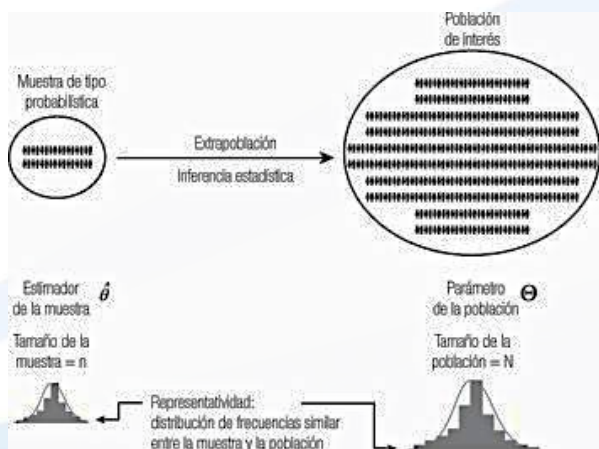 Población
de interés
Muestra de tipo
probabilística
Extrapoblación
Inferencia estadística
Estimador
de la muestra θ̂
Parámetro
de la población Θ
Tamaño de la
muestra = n
Tamaño de la
población = N
Representatividad:
distribución de frecuencias similar
entre la muestra y la población